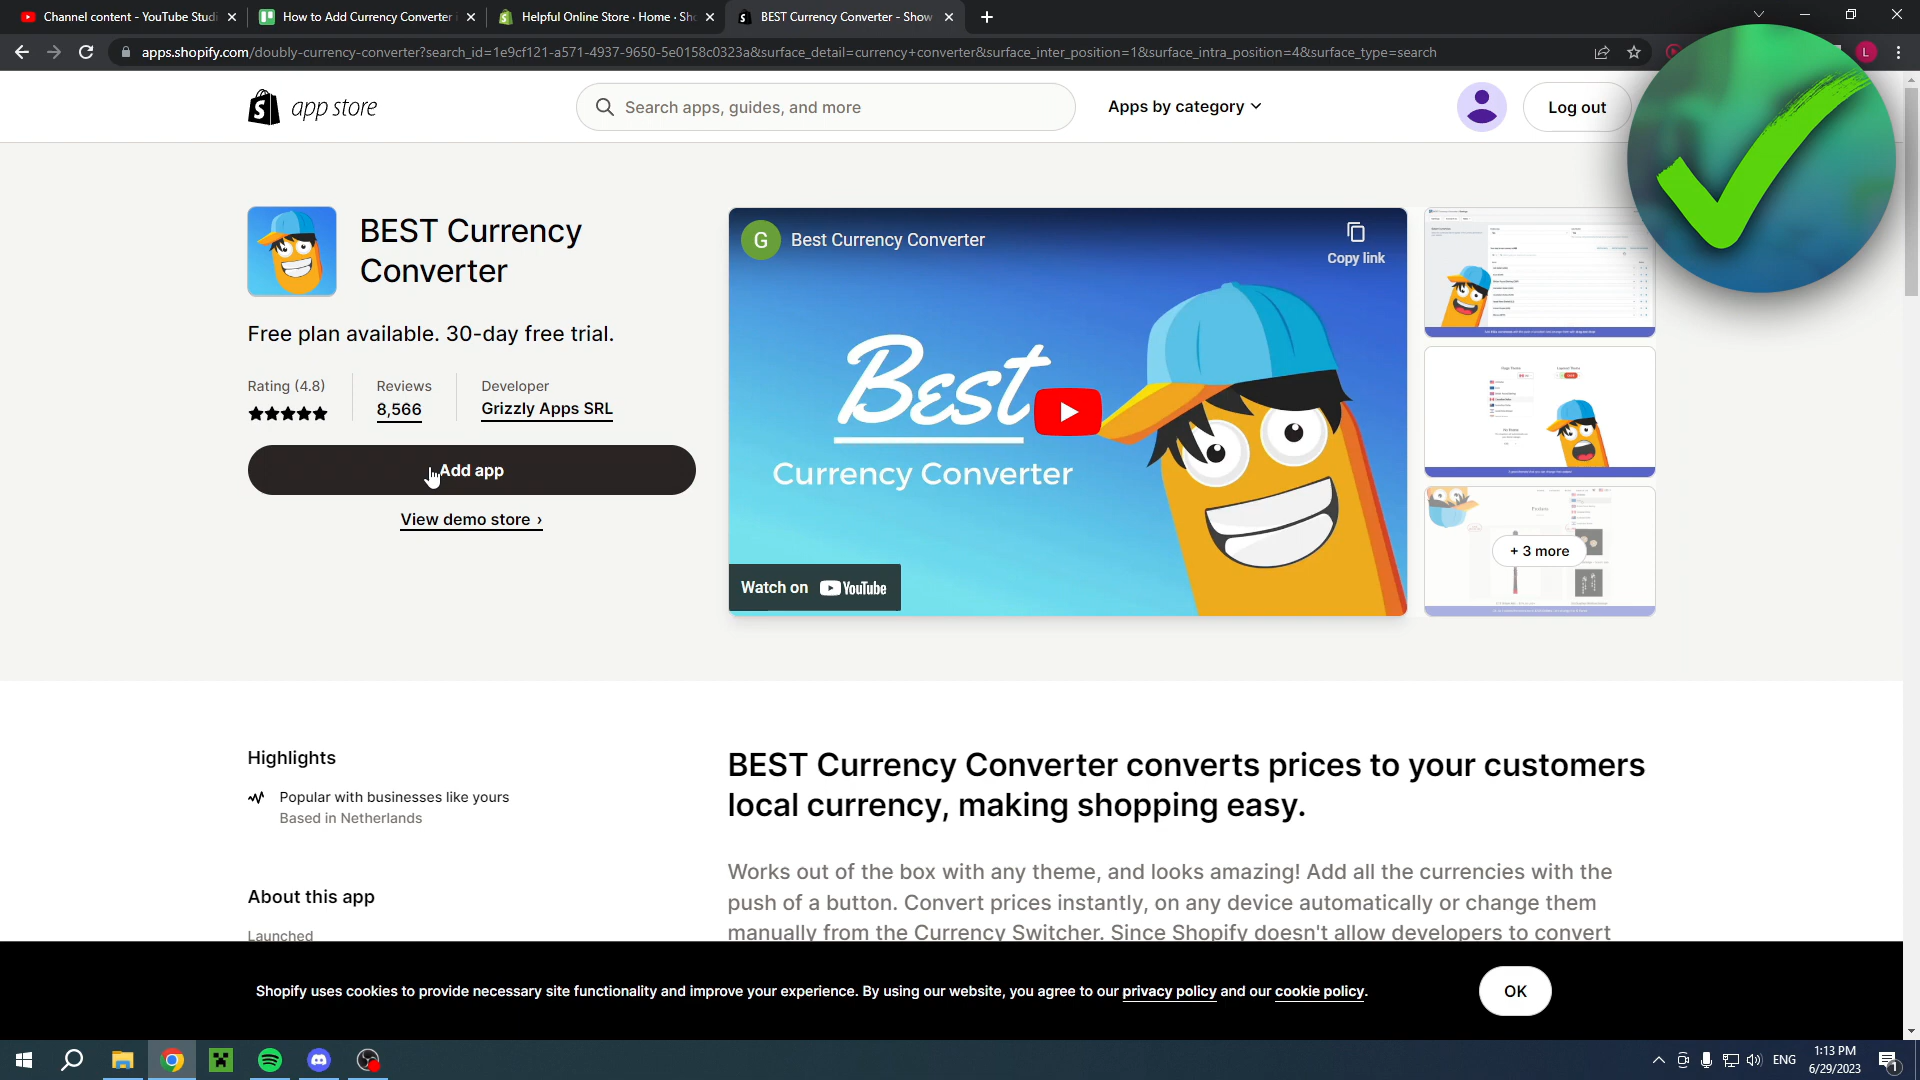 Channel content - YouTube Studi
How to Add Currency Converter i
Helpful Online Store · Home · Sh
BEST Currency Converter - Show
apps.shopify.com/doubly-currency-converter?search_id=1e9cf121-a571-4937-9650-5e0158c0323a&surface_detail=currency+converter&surface_inter_position=1&surface_intra_position=4&surface_type=search
L
app store
Search apps, guides, and more
Apps by category
Log out
BEST Currency
Converter
Free plan available. 30-day free trial.
Rating (4.8)
Reviews
8,566
Developer
Grizzly Apps SRL
Add app
View demo store ›
G
Best Currency Converter
Copy link
Best
Currency Converter
Watch on YouTube
+ 3 more
Highlights
Popular with businesses like yours
Based in Netherlands
About this app
Launched
BEST Currency Converter converts prices to your customers
local currency, making shopping easy.
Works out of the box with any theme, and looks amazing! Add all the currencies with the
push of a button. Convert prices instantly, on any device automatically or change them
manually from the Currency Switcher. Since Shopify doesn't allow developers to convert
Shopify uses cookies to provide necessary site functionality and improve your experience. By using our website, you agree to our privacy policy and our cookie policy.
OK
ENG
1:13 PM
6/29/2023
1